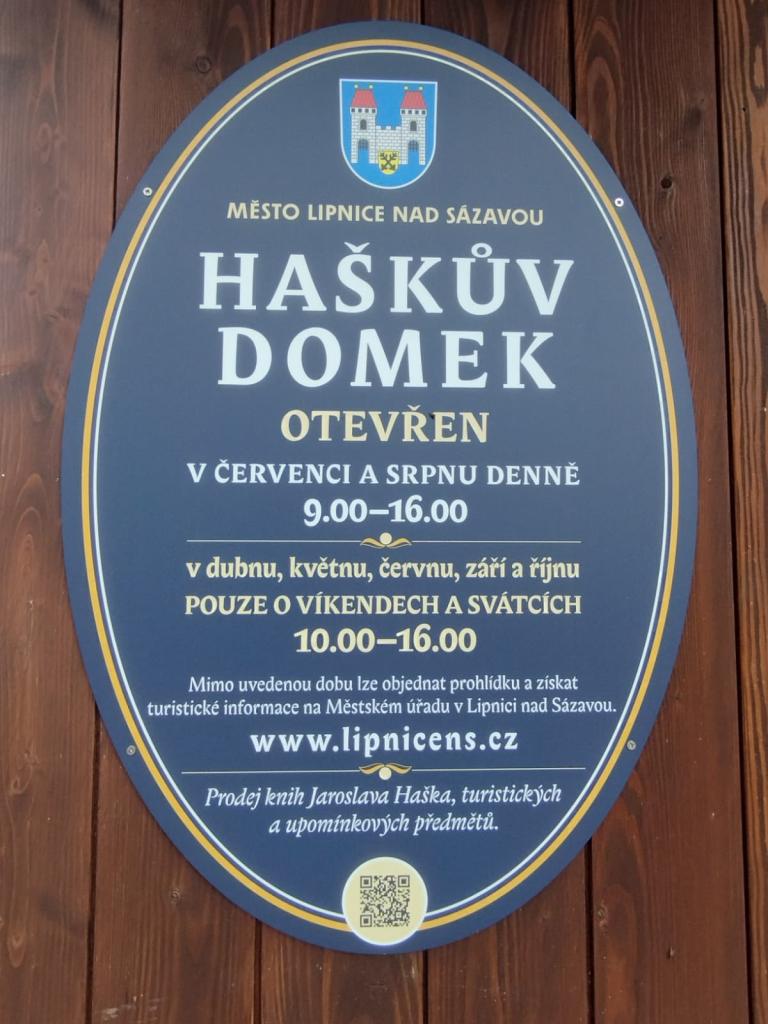 MĚSTO LIPNICE NAD SÁZAVOU
HAŠKŮV
DOMEK
OTEVŘEN
V ČERVENCI A SRPNU DENNĚ
9.00–16.00
v dubnu, květnu, červnu, září a říjnu
POUZE O VÍKENDECH A SVÁTCÍCH
10.00–16.00
Mimo uvedenou dobu lze objednat prohlídku a získat
turistické informace na Městském úřadu v Lipnici nad Sázavou.
www.lipnicens.cz
Prodej knih Jaroslava Haška, turistických
a upomínkových předmětů.